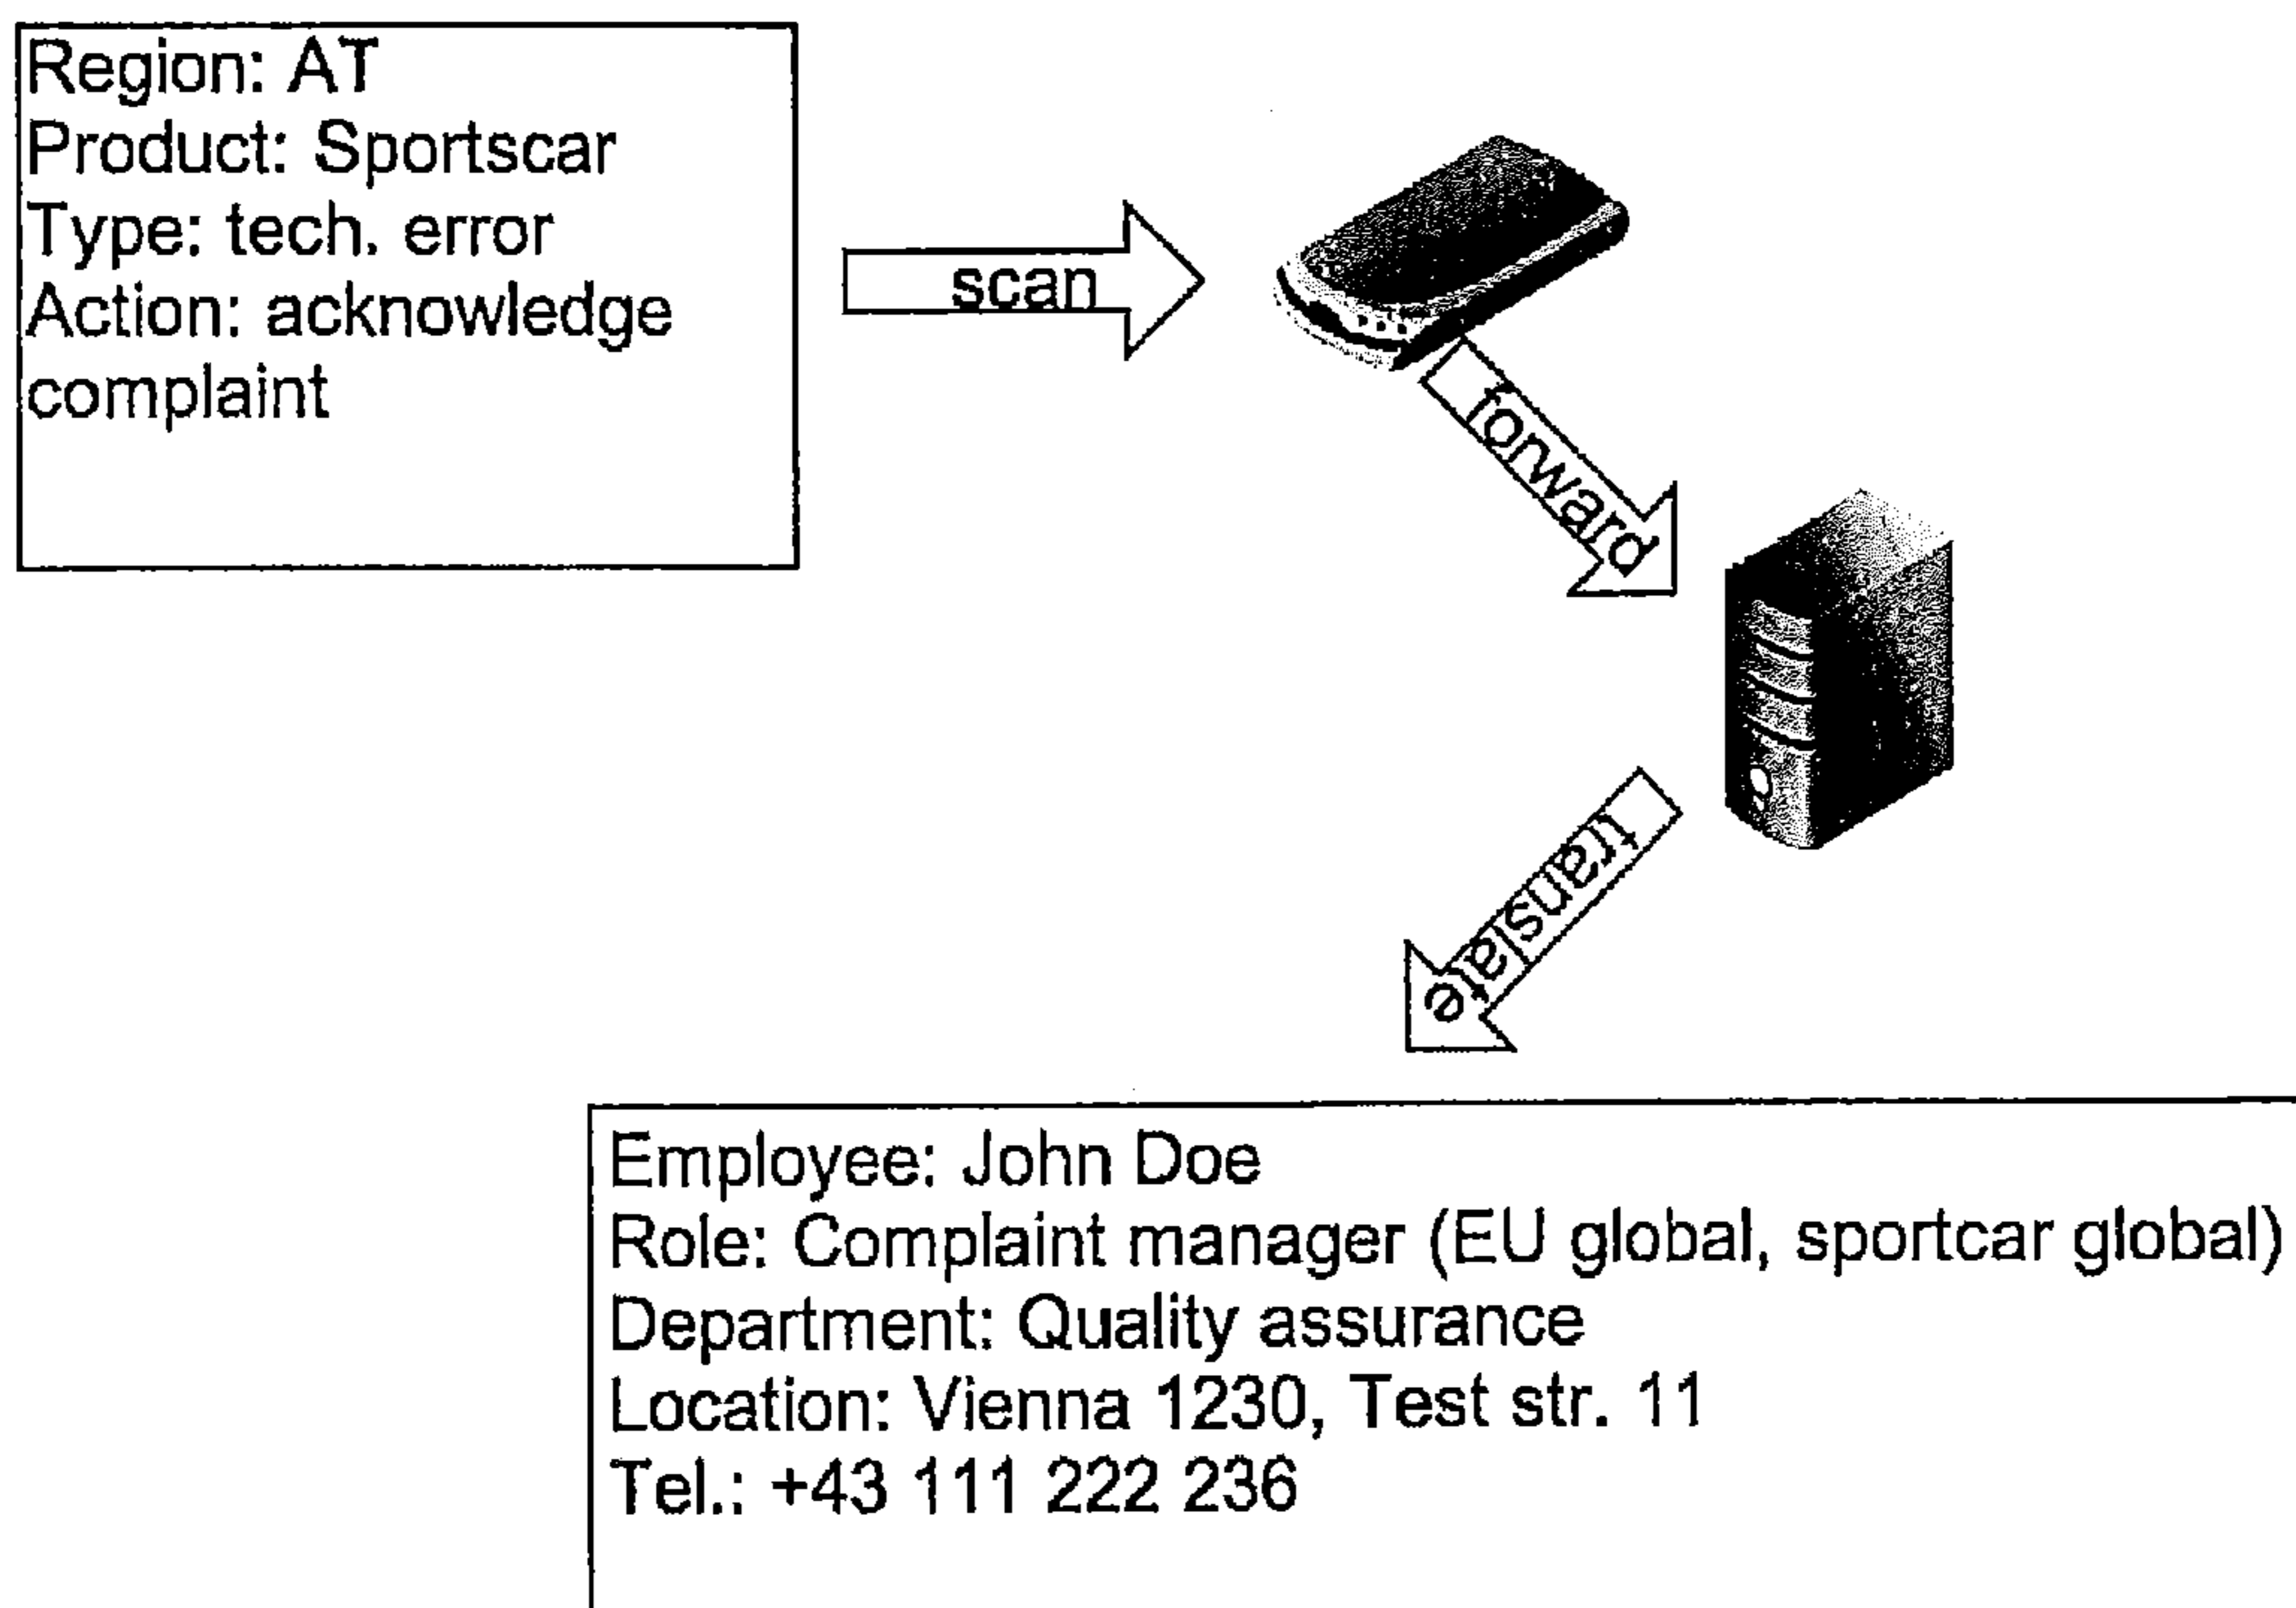 Region: AT
Product: Sportscar
Type: tech. error
Action: acknowledge
complaint
scan
forward
translate
Employee: John Doe
Role: Complaint manager (EU global, sportcar global)
Department: Quality assurance
Location: Vienna 1230, Test str. 11
Tel.: +43 111 222 236